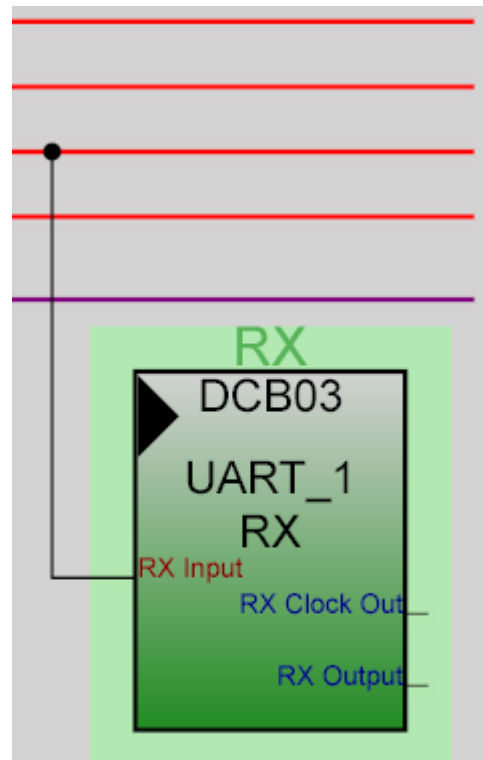 RX
DCB03
UART_1
RX
RX Input
RX Clock Out
RX Output